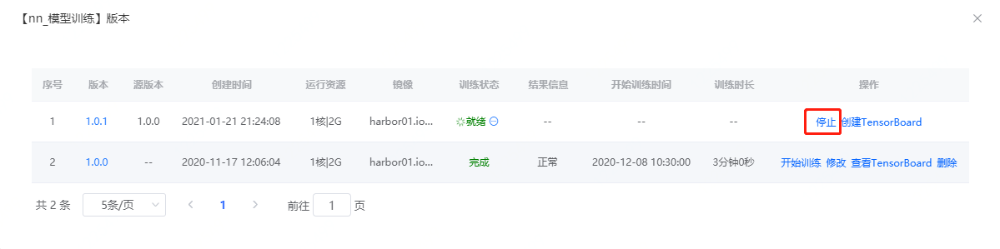 【nn_模型训练】版本
序号 版本 源版本 创建时间 运行资源 镜像 训练状态 结果信息 开始训练时间 训练时长 操作
1 1.0.1 1.0.0 2021-01-21 21:24:08 1核|2G harbor01.io... 就绪 -- -- -- 停止 创建TensorBoard
2 1.0.0 -- 2020-11-17 12:06:04 1核|2G harbor01.io... 完成 正常 2020-12-08 10:30:00 3分钟0秒 开始训练 修改 查看TensorBoard 删除
共 2 条 5条/页 1 前往 1 页